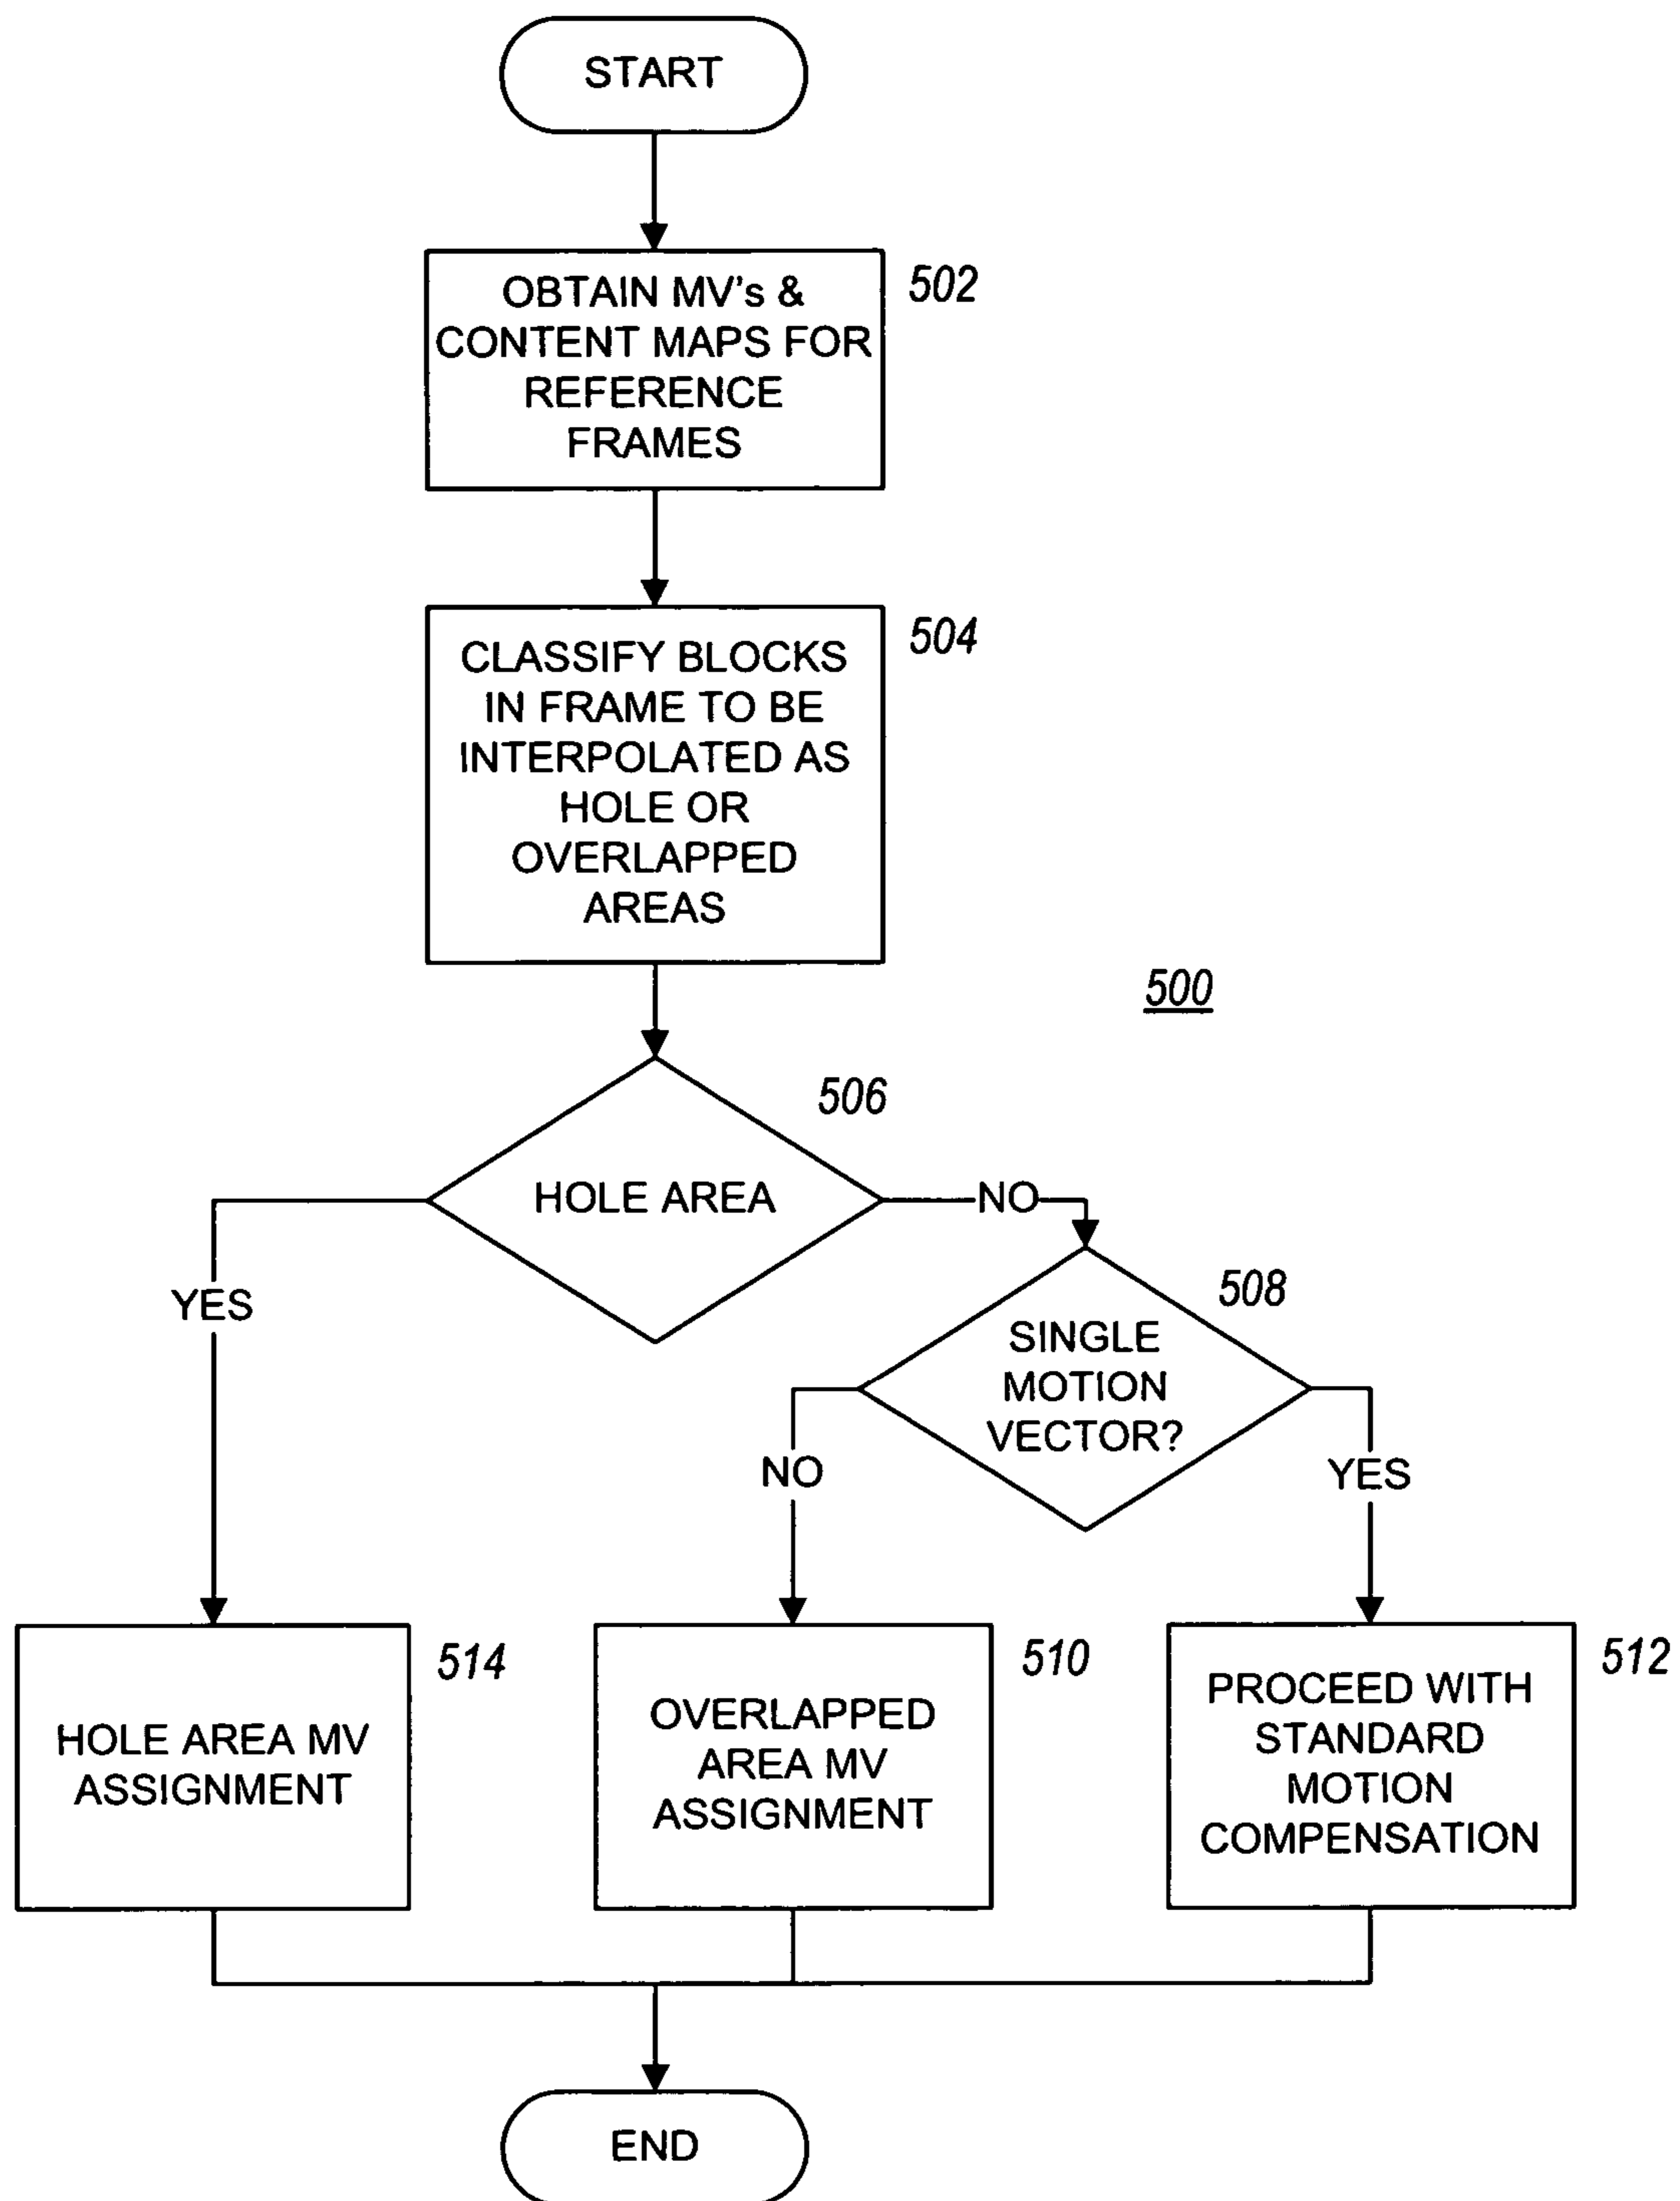 START
OBTAIN MV's &
CONTENT MAPS FOR
REFERENCE
FRAMES
502
CLASSIFY BLOCKS
IN FRAME TO BE
INTERPOLATED AS
HOLE OR
OVERLAPPED
AREAS
504
500
HOLE AREA
506
YES
NO
SINGLE
MOTION
VECTOR?
508
NO
YES
HOLE AREA MV
ASSIGNMENT
514
OVERLAPPED
AREA MV
ASSIGNMENT
510
PROCEED WITH
STANDARD
MOTION
COMPENSATION
512
END